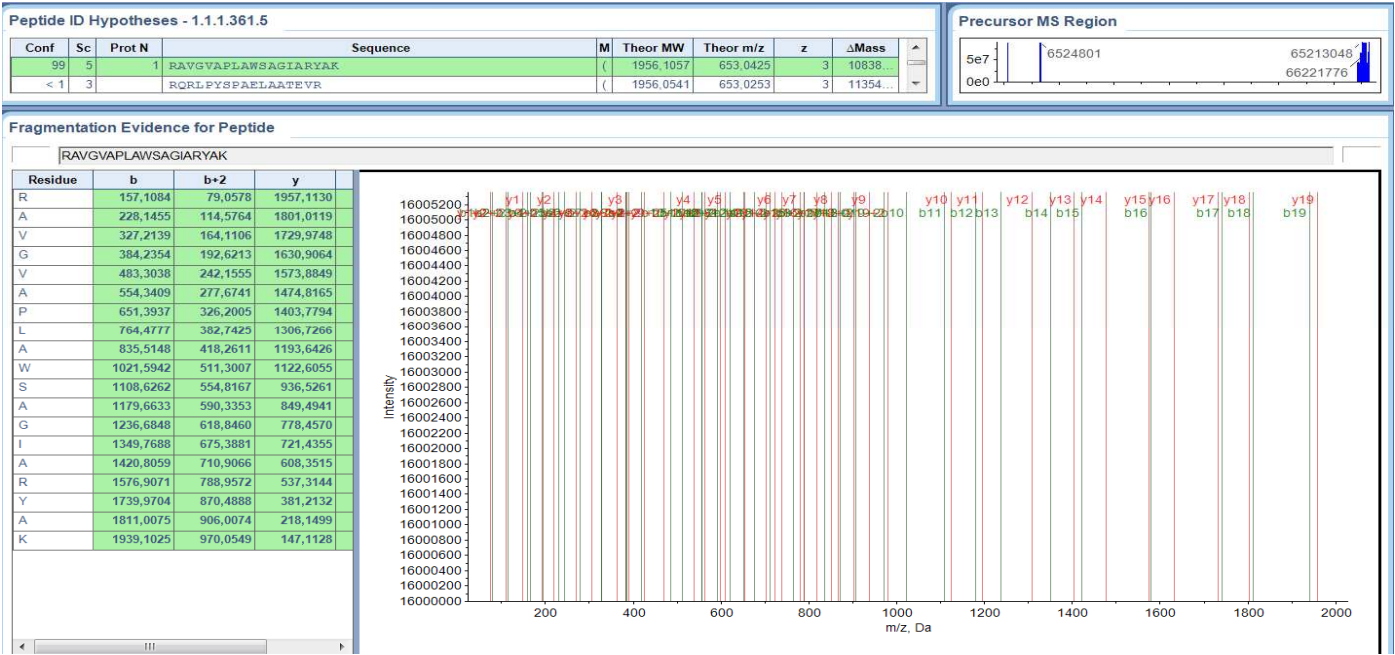 Peptide ID Hypotheses - 1.1.1.361.5
Conf Sc Prot N Sequence M Theor MW Theor m/z z ΔMass
99 5 1 RAVGVAPLAWSAGIARYAK ( 1956,1057 653,0425 3 10838...
< 1 3 RQRLPYSPAELAATEVR ( 1956,0541 653,0253 3 11354...
Precursor MS Region
5e7
0e0
6524801
65213048
66221776
Fragmentation Evidence for Peptide
RAVGVAPLAWSAGIARYAK
Residue b b+2 y
R 157,1084 79,0578 1957,1130
A 228,1455 114,5764 1801,0119
V 327,2139 164,1106 1729,9748
G 384,2354 192,6213 1630,9064
V 483,3038 242,1555 1573,8849
A 554,3409 277,6741 1474,8165
P 651,3937 326,2005 1403,7794
L 764,4777 382,7425 1306,7266
A 835,5148 418,2611 1193,6426
W 1021,5942 511,3007 1122,6055
S 1108,6262 554,8167 936,5261
A 1179,6633 590,3353 849,4941
G 1236,6848 618,8460 778,4570
I 1349,7688 675,3881 721,4355
A 1420,8059 710,9066 608,3515
R 1576,9071 788,9572 537,3144
Y 1739,9704 870,4888 381,2132
A 1811,0075 906,0074 218,1499
K 1939,1025 970,0549 147,1128
y1 y2 y3 y4 y5 y6 y7 y8 y9 y10 y11 y12 y13 y14 y15 y16 y17 y18 y19
b10 b11 b12 b13 b14 b15 b16 b17 b18 b19
Intensity
16005200
16005000
16004800
16004600
16004400
16004200
16004000
16003800
16003600
16003400
16003200
16003000
16002800
16002600
16002400
16002200
16002000
16001800
16001600
16001400
16001200
16001000
16000800
16000600
16000400
16000200
16000000
200 400 600 800 1000 1200 1400 1600 1800 2000
m/z, Da